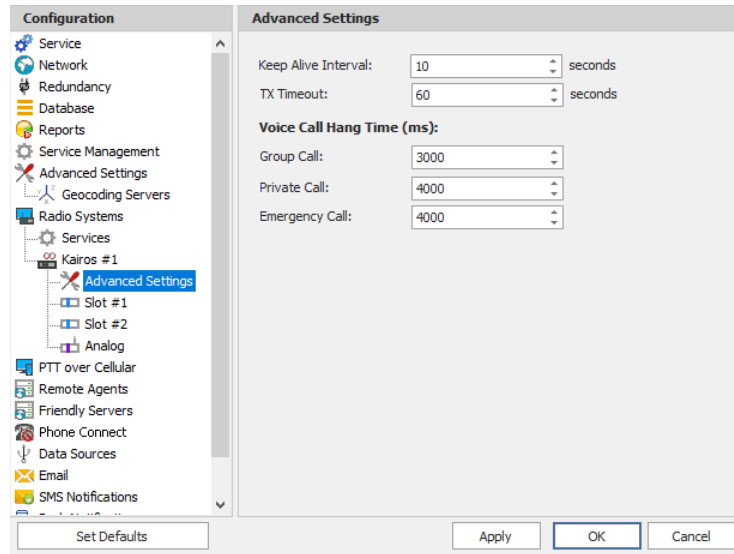 Configuration
Service
Network
Redundancy
Database
Reports
Service Management
Advanced Settings
Geocoding Servers
Radio Systems
Services
Kairos #1
Advanced Settings
Slot #1
Slot #2
Analog
PTT over Cellular
Remote Agents
Friendly Servers
Phone Connect
Data Sources
Email
SMS Notifications
Set Defaults
Advanced Settings
Keep Alive Interval: 10 seconds
TX Timeout: 60 seconds
Voice Call Hang Time (ms):
Group Call: 3000
Private Call: 4000
Emergency Call: 4000
Apply OK Cancel